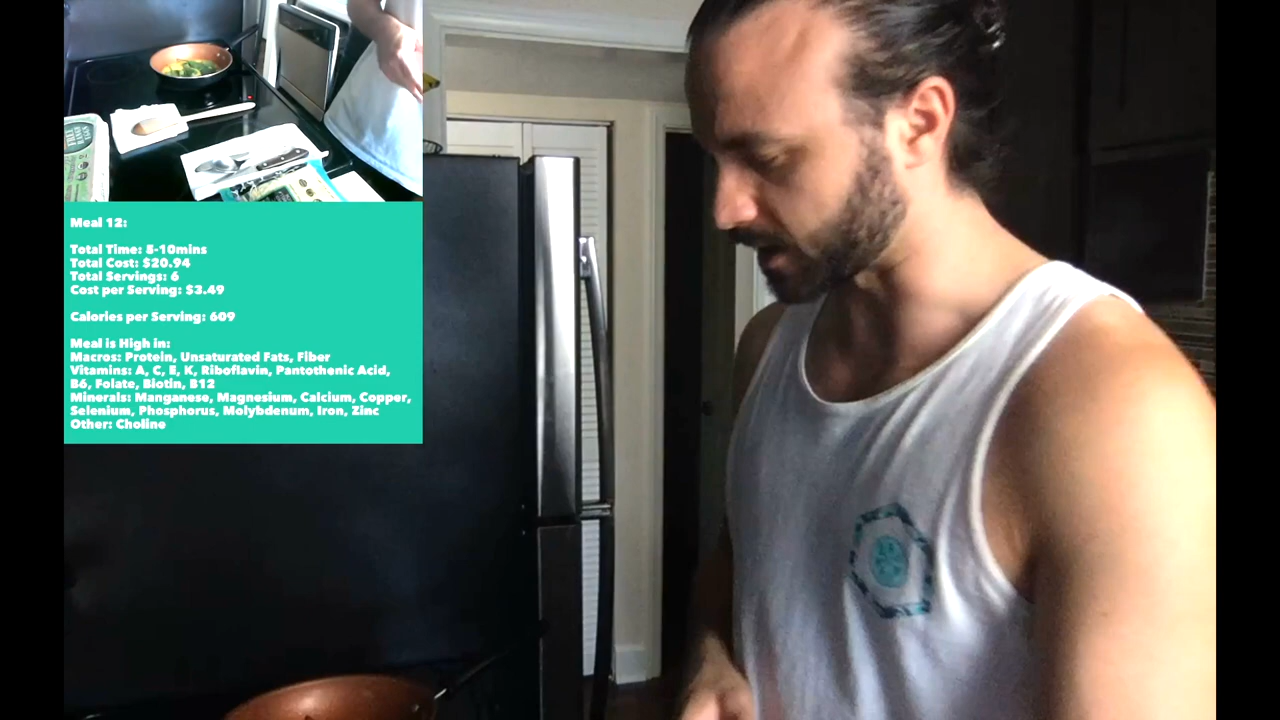 Meal 12:
Total Time: 5-10mins
Total Cost: $20.94
Total Servings: 6
Cost per Serving: $3.49
Calories per Serving: 609
Meal is High in:
Macros: Protein, Unsaturated Fats, Fiber
Vitamins: A, C, E, K, Riboflavin, Pantothenic Acid,
B6, Folate, Biotin, B12
Minerals: Manganese, Magnesium, Calcium, Copper,
Selenium, Phosphorus, Molybdenum, Iron, Zinc
Other: Choline